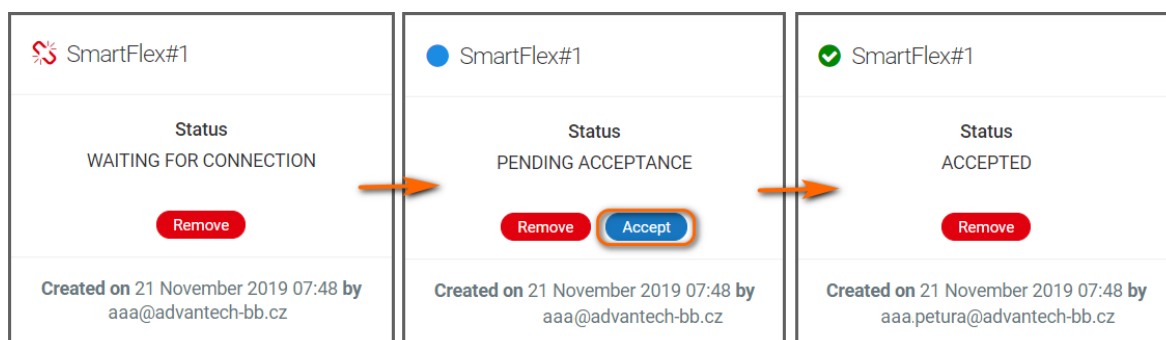 SmartFlex#1
Status
WAITING FOR CONNECTION
Remove
Created on 21 November 2019 07:48 by
aaa@advantech-bb.cz
SmartFlex#1
Status
PENDING ACCEPTANCE
Remove Accept
Created on 21 November 2019 07:48 by
aaa@advantech-bb.cz
SmartFlex#1
Status
ACCEPTED
Remove
Created on 21 November 2019 07:48 by
aaa.petura@advantech-bb.cz